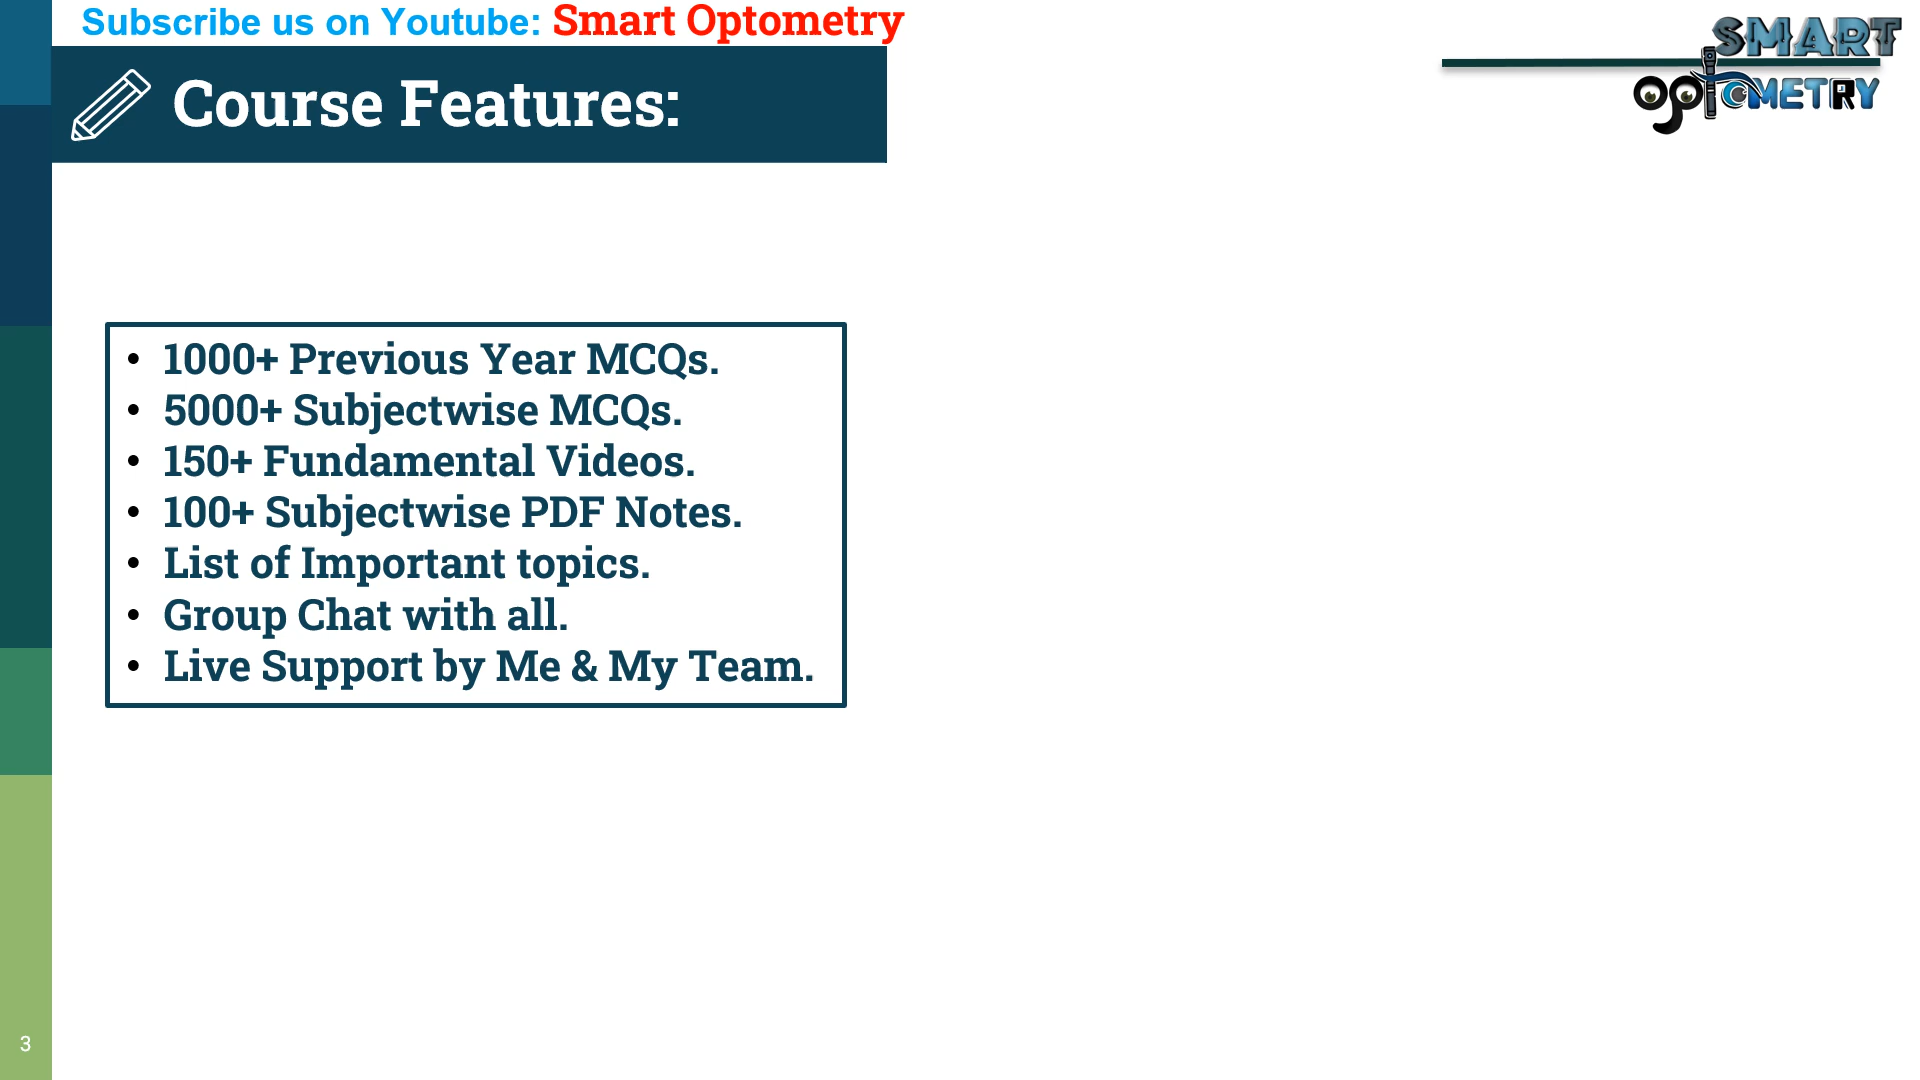 Subscribe us on Youtube: Smart Optometry
SMART
OPTOMETRY
Course Features:
• 1000+ Previous Year MCQs.
• 5000+ Subjectwise MCQs.
• 150+ Fundamental Videos.
• 100+ Subjectwise PDF Notes.
• List of Important topics.
• Group Chat with all.
• Live Support by Me & My Team.
3